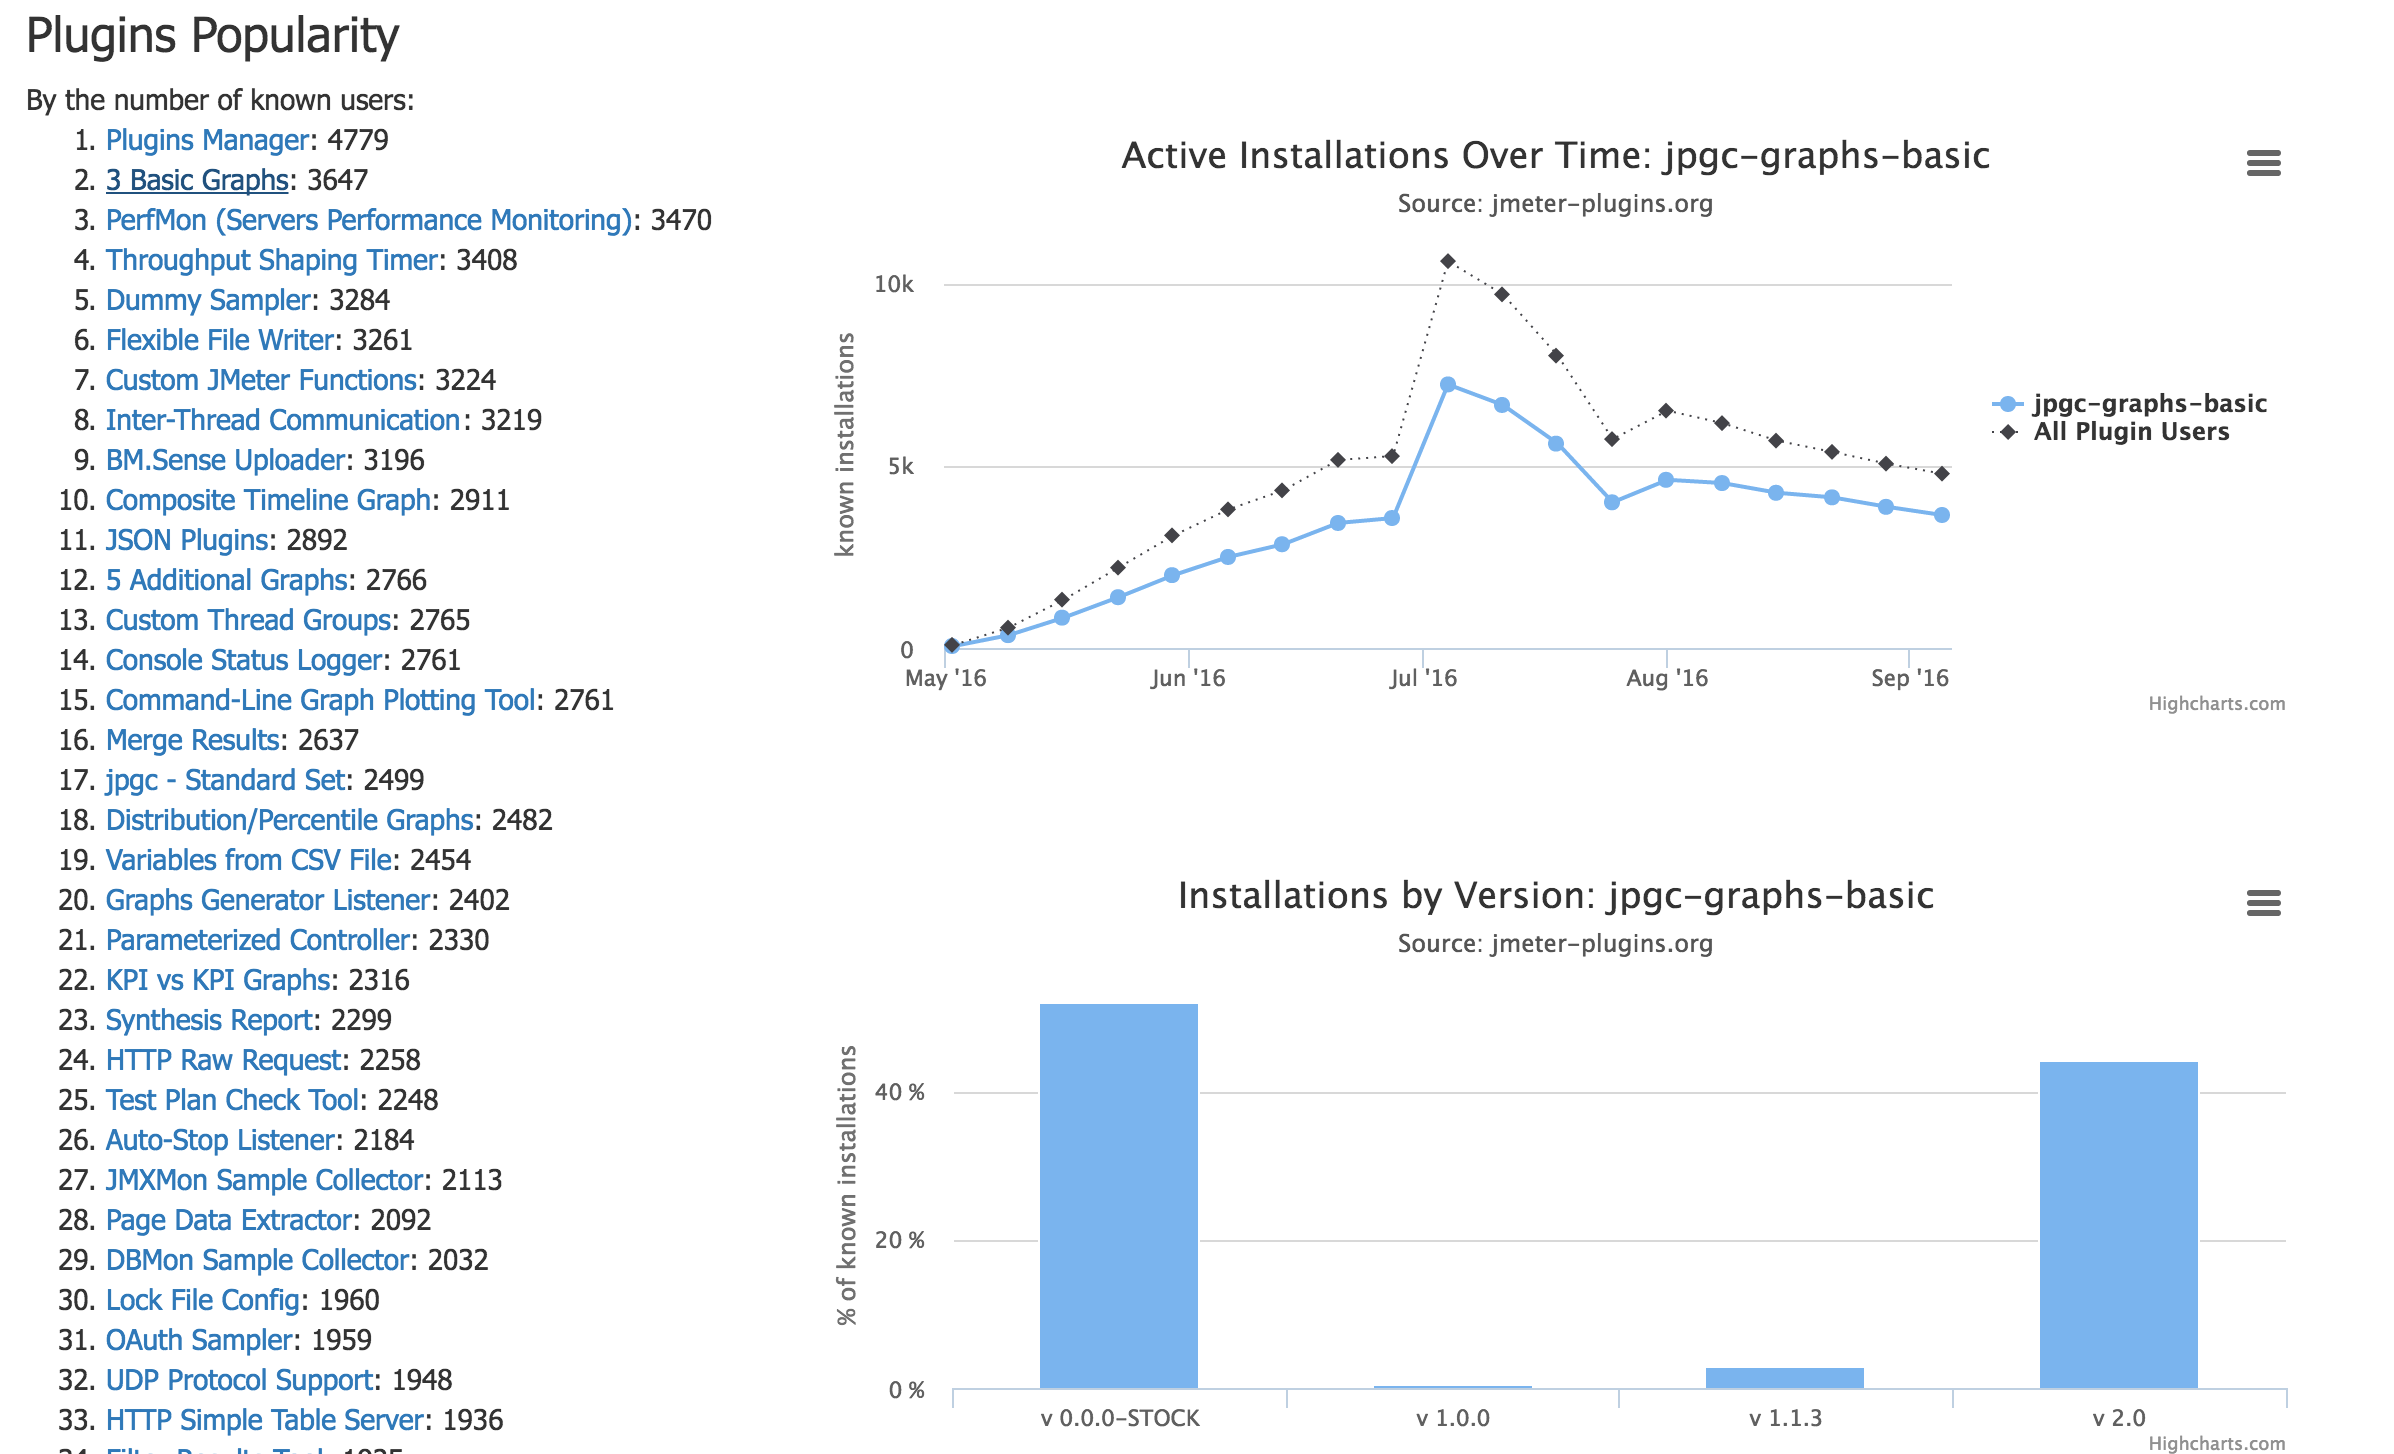 Plugins Popularity
By the number of known users:
1. Plugins Manager: 4779
2. 3 Basic Graphs: 3647
3. PerfMon (Servers Performance Monitoring): 3470
4. Throughput Shaping Timer: 3408
5. Dummy Sampler: 3284
6. Flexible File Writer: 3261
7. Custom JMeter Functions: 3224
8. Inter-Thread Communication: 3219
9. BM.Sense Uploader: 3196
10. Composite Timeline Graph: 2911
11. JSON Plugins: 2892
12. 5 Additional Graphs: 2766
13. Custom Thread Groups: 2765
14. Console Status Logger: 2761
15. Command-Line Graph Plotting Tool: 2761
16. Merge Results: 2637
17. jpgc - Standard Set: 2499
18. Distribution/Percentile Graphs: 2482
19. Variables from CSV File: 2454
20. Graphs Generator Listener: 2402
21. Parameterized Controller: 2330
22. KPI vs KPI Graphs: 2316
23. Synthesis Report: 2299
24. HTTP Raw Request: 2258
25. Test Plan Check Tool: 2248
26. Auto-Stop Listener: 2184
27. JMXMon Sample Collector: 2113
28. Page Data Extractor: 2092
29. DBMon Sample Collector: 2032
30. Lock File Config: 1960
31. OAuth Sampler: 1959
32. UDP Protocol Support: 1948
33. HTTP Simple Table Server: 1936
Active Installations Over Time: jpgc-graphs-basic
Source: jmeter-plugins.org
known installations
10k
5k
0
May '16
Jun '16
Jul '16
Aug '16
Sep '16
jpgc-graphs-basic
All Plugin Users
Highcharts.com
Installations by Version: jpgc-graphs-basic
Source: jmeter-plugins.org
% of known installations
40 %
20 %
0 %
v 0.0.0-STOCK
v 1.0.0
v 1.1.3
v 2.0
Highcharts.com